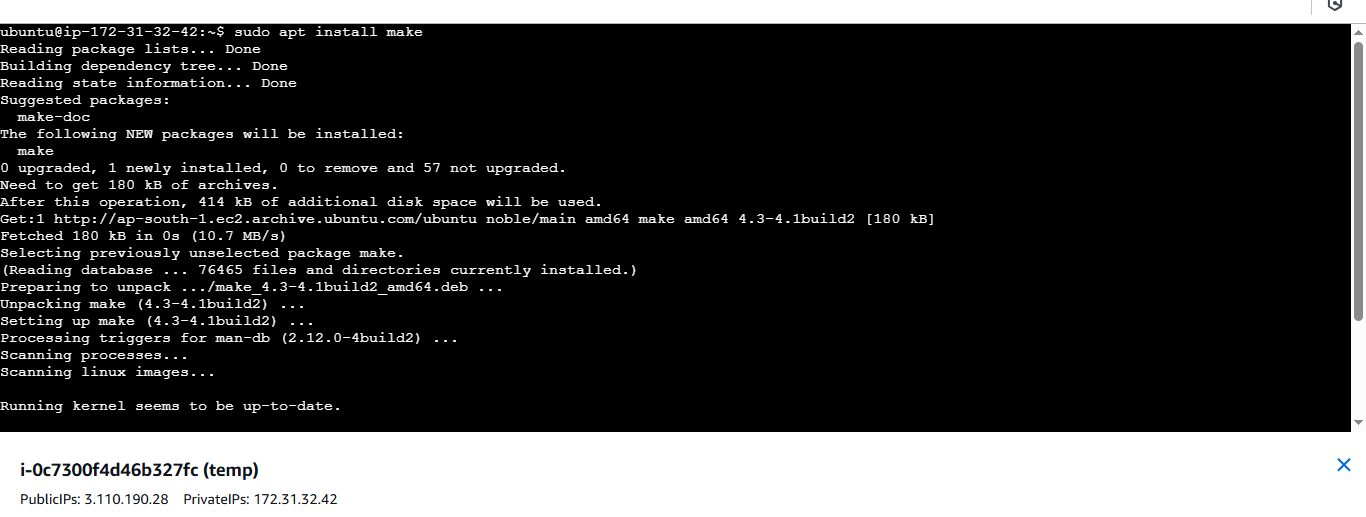 ubuntu@ip-172-31-32-42:~$ sudo apt install make
Reading package lists... Done
Building dependency tree... Done
Reading state information... Done
Suggested packages:
  make-doc
The following NEW packages will be installed:
  make
0 upgraded, 1 newly installed, 0 to remove and 57 not upgraded.
Need to get 180 kB of archives.
After this operation, 414 kB of additional disk space will be used.
Get:1 http://ap-south-1.ec2.archive.ubuntu.com/ubuntu noble/main amd64 make amd64 4.3-4.1build2 [180 kB]
Fetched 180 kB in 0s (10.7 MB/s)
Selecting previously unselected package make.
(Reading database ... 76465 files and directories currently installed.)
Preparing to unpack .../make_4.3-4.1build2_amd64.deb ...
Unpacking make (4.3-4.1build2) ...
Setting up make (4.3-4.1build2) ...
Processing triggers for man-db (2.12.0-4build2) ...
Scanning processes...
Scanning linux images...
Running kernel seems to be up-to-date.
i-0c7300f4d46b327fc (temp)
PublicIPs: 3.110.190.28 PrivateIPs: 172.31.32.42